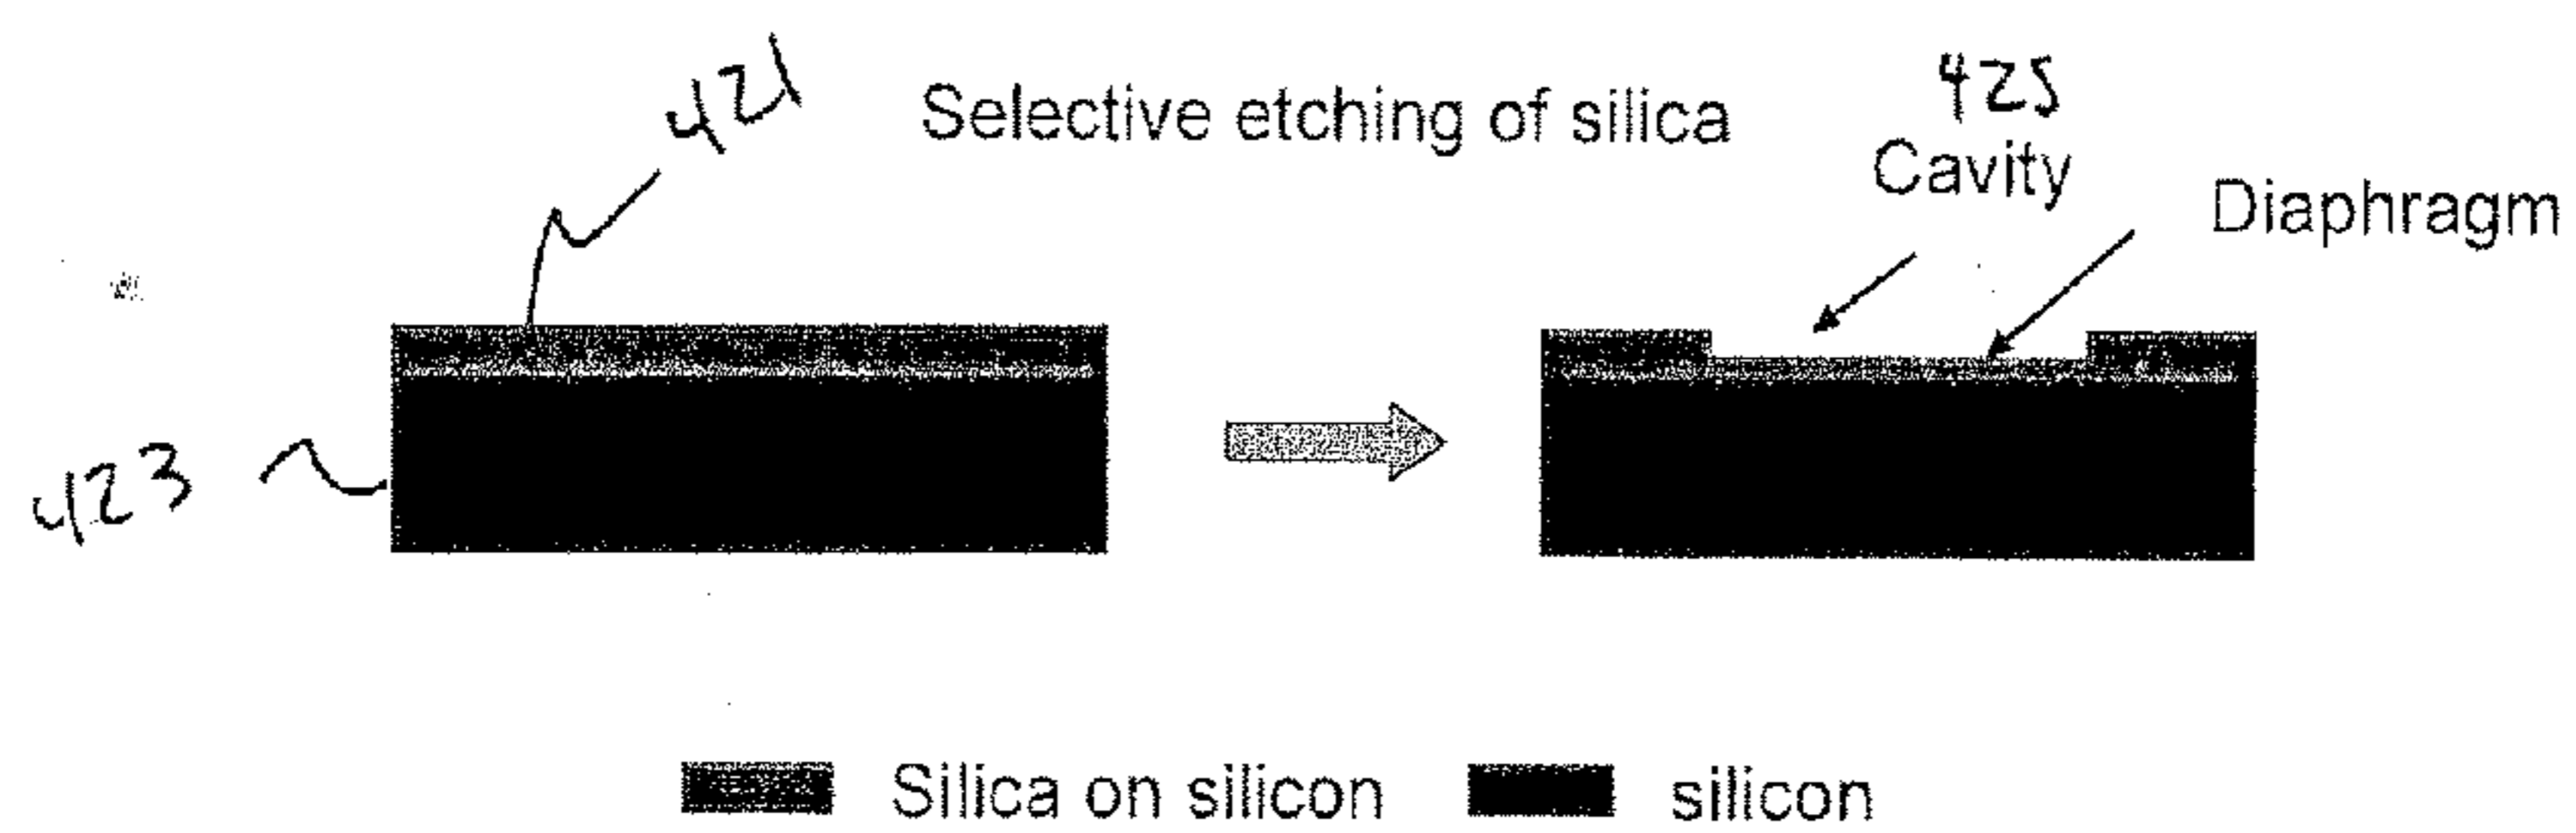 421
Selective etching of silica
425
Cavity
Diaphragm
423
Silica on silicon
silicon